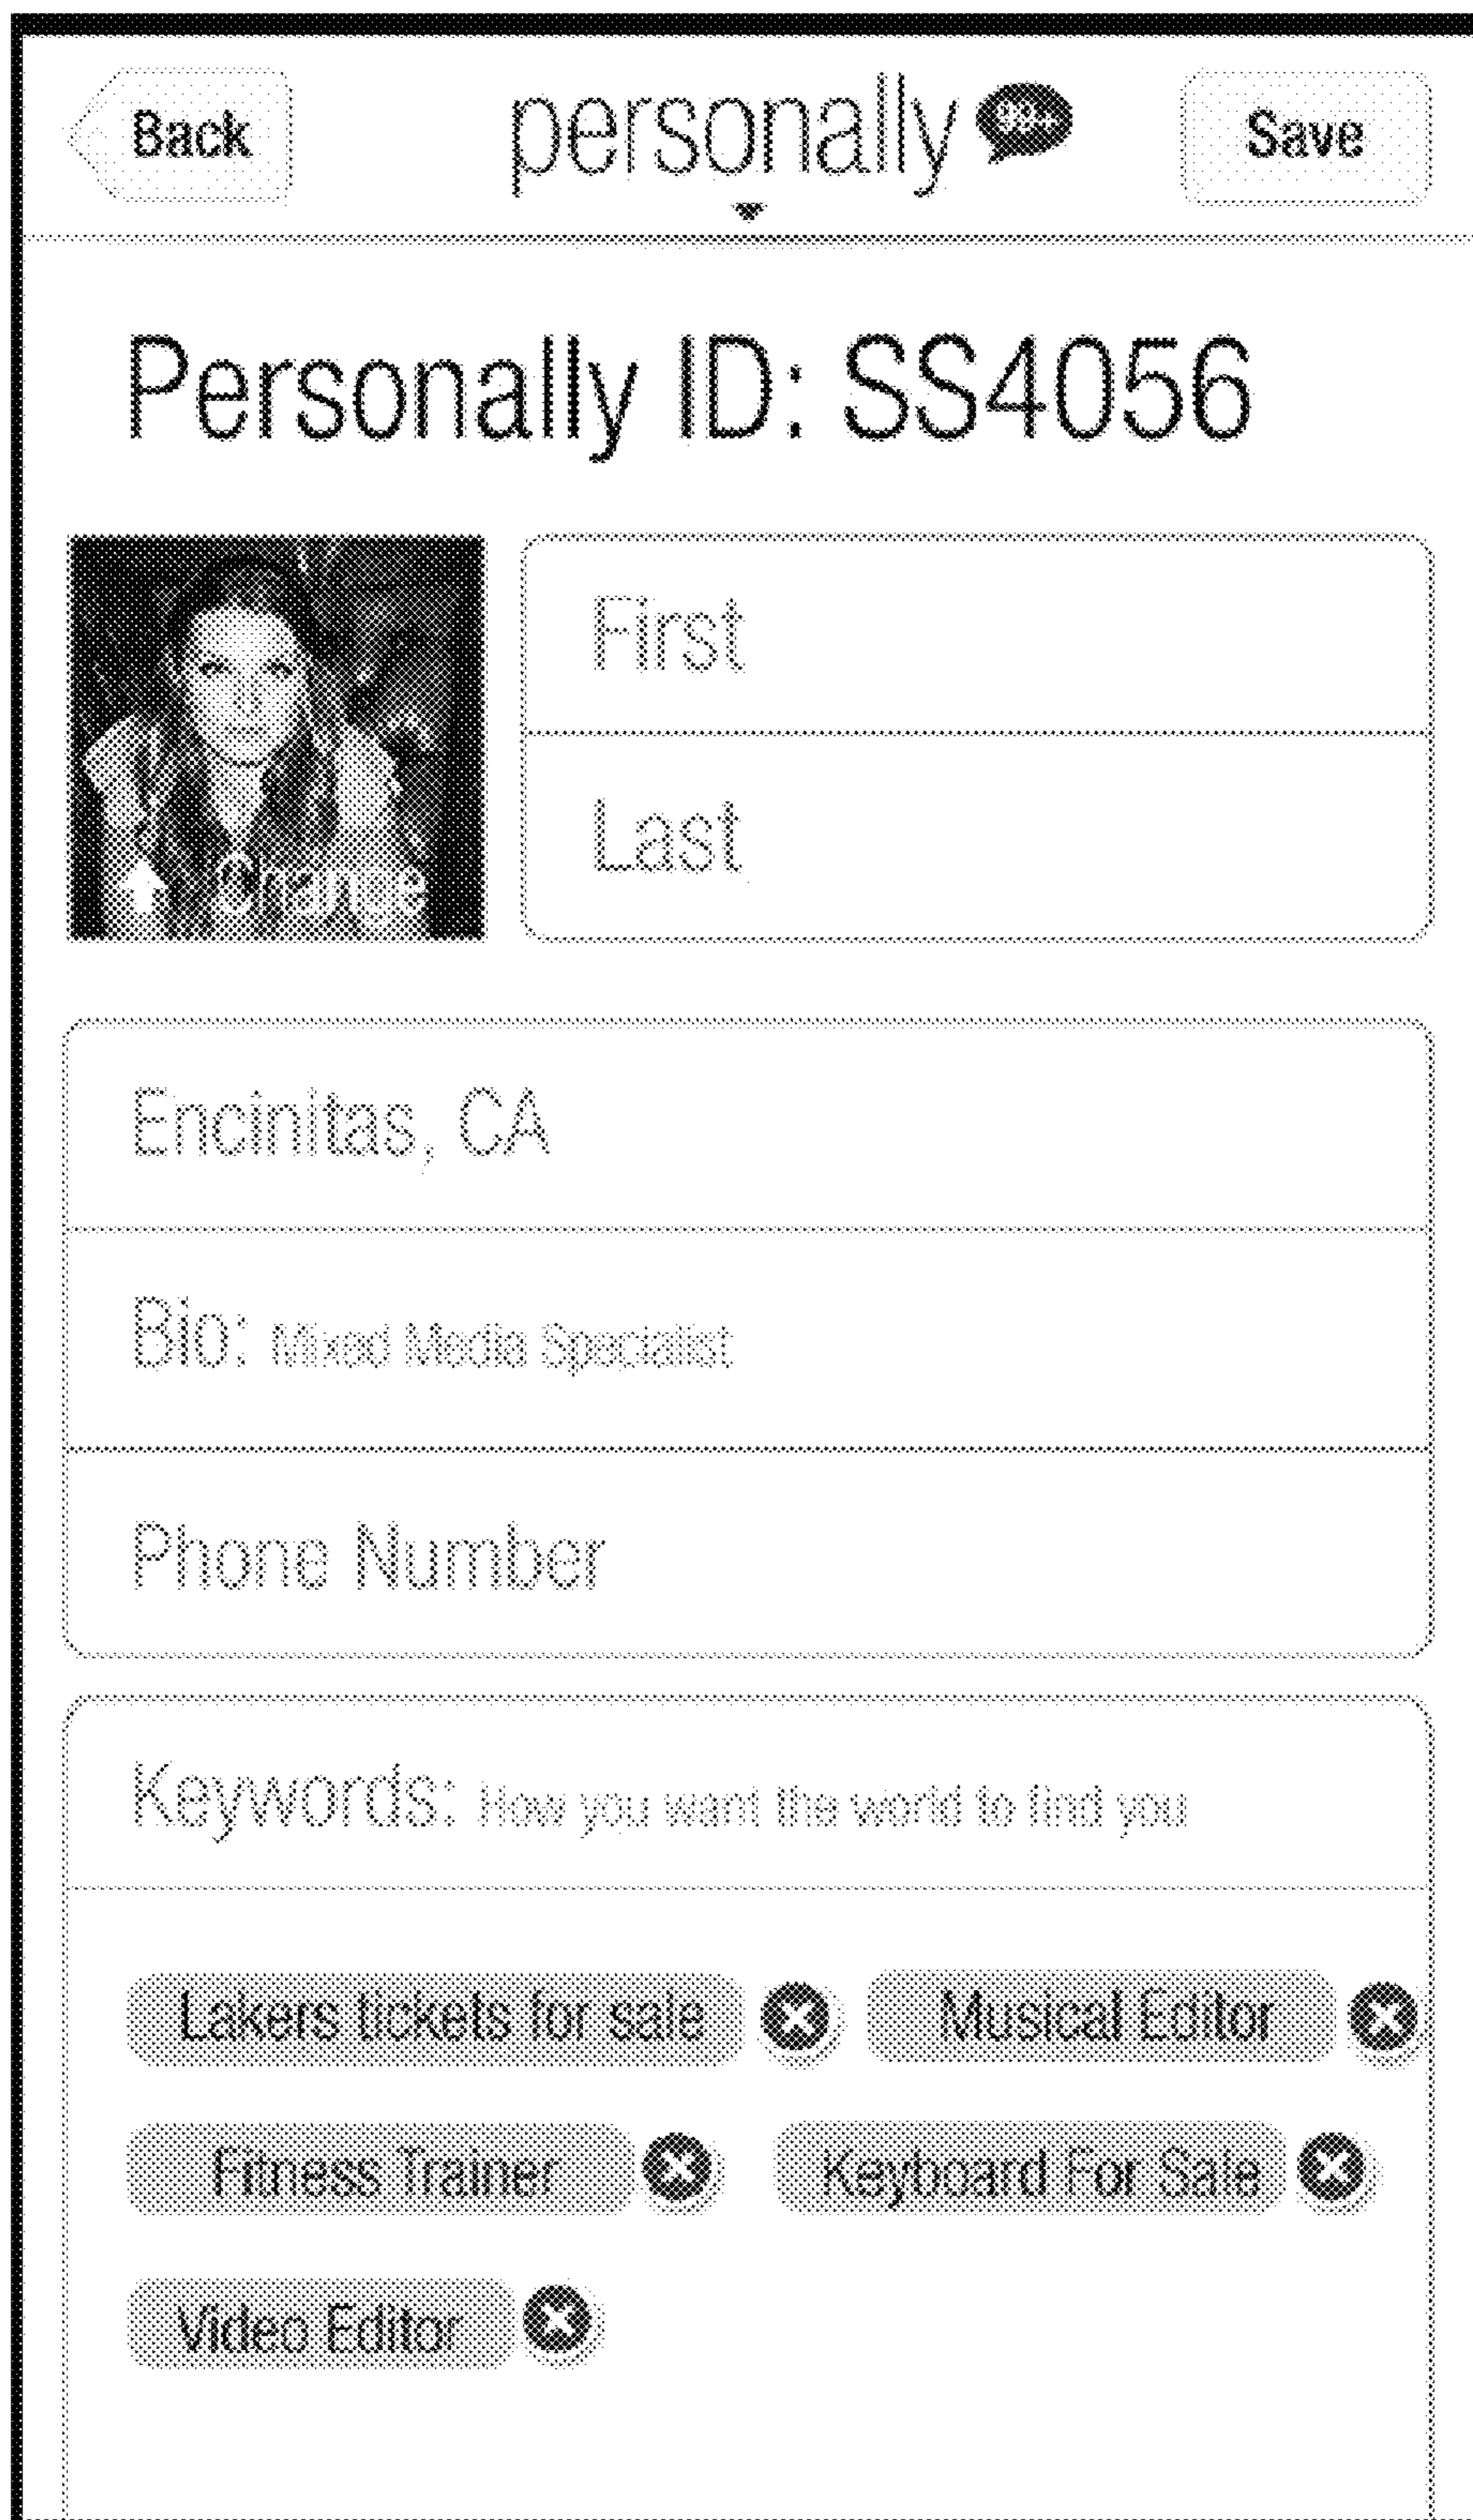 Back
personally 99+
Save
Personally ID: SS4056
First
Change
Last
Encinitas, CA
Bio: Mixed Media Specialist
Phone Number
Keywords: How you want the world to find you
Lakers tickets for sale
Musical Editor
Fitness Trainer
Keyboard For Sale
Video Editor